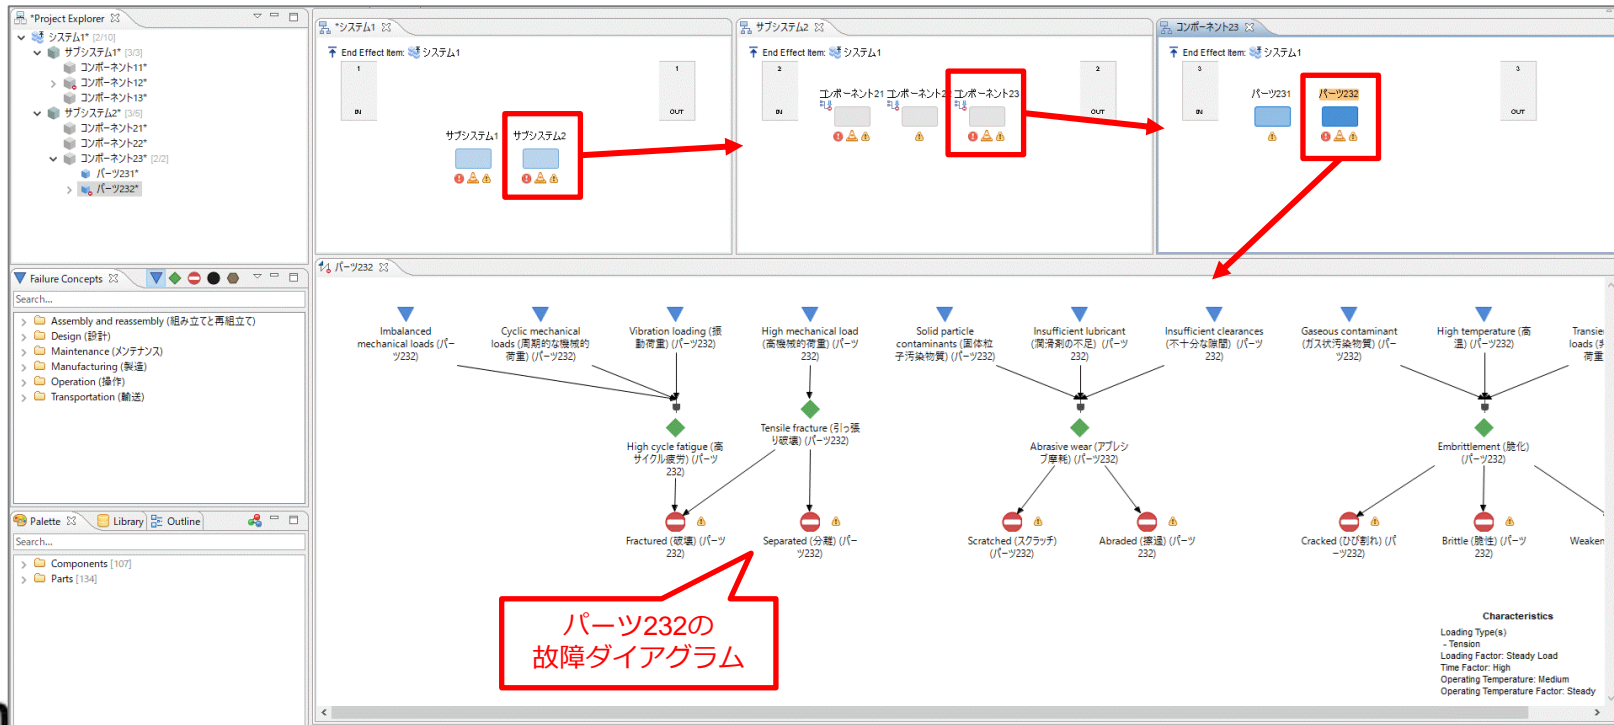 *Project Explorer
システム1* [2/10]
サブシステム1* [3/3]
コンポーネント11*
コンポーネント12*
コンポーネント13*
サブシステム2* [3/5]
コンポーネント21*
コンポーネント22*
コンポーネント23* [2/2]
パーツ231*
パーツ232*
*システム1
End Effect Item: システム1
1
IN
1
OUT
サブシステム1
サブシステム2
サブシステム2
End Effect Item: システム1
2
IN
2
OUT
コンポーネント21
コンポーネント2
コンポーネント23
コンポーネント23
End Effect Item: システム1
3
IN
3
OUT
パーツ231
パーツ232
Failure Concepts
Search...
Assembly and reassembly (組み立てと再組立て)
Design (設計)
Maintenance (メンテナンス)
Manufacturing (製造)
Operation (操作)
Transportation (輸送)
Palette
Library
Outline
Search...
Components [107]
Parts [134]
パーツ232
Imbalanced
mechanical loads (パー
ツ232)
Cyclic mechanical
loads (周期的な機械的
荷重) (パーツ232)
Vibration loading (振
動荷重) (パーツ232)
High mechanical load
(高機械的荷重) (パーツ
232)
Solid particle
contaminants (固体粒
子汚染物質) (パーツ232)
Insufficient lubricant
(潤滑剤の不足) (パーツ
232)
Insufficient clearances
(不十分な隙間) (パーツ
232)
Gaseous contaminant
(ガス状汚染物質) (パー
ツ232)
High temperature (高
温) (パーツ232)
Transie
loads (
荷重
High cycle fatigue (高
サイクル疲労) (パーツ
232)
Tensile fracture (引っ張
り破壊) (パーツ232)
Abrasive wear (アブレシ
ブ摩耗) (パーツ232)
Embrittlement (脆化)
(パーツ232)
Fractured (破壊) (パーツ
232)
Separated (分離) (パー
ツ232)
Scratched (スクラッチ)
(パーツ232)
Abraded (擦過) (パーツ
232)
Cracked (ひび割れ) (パ
ーツ232)
Brittle (脆性) (パーツ
232)
Weaken
パーツ232の
故障ダイアグラム
Characteristics
Loading Type(s)
- Tension
Loading Factor: Steady Load
Time Factor: High
Operating Temperature: Medium
Operating Temperature Factor: Steady